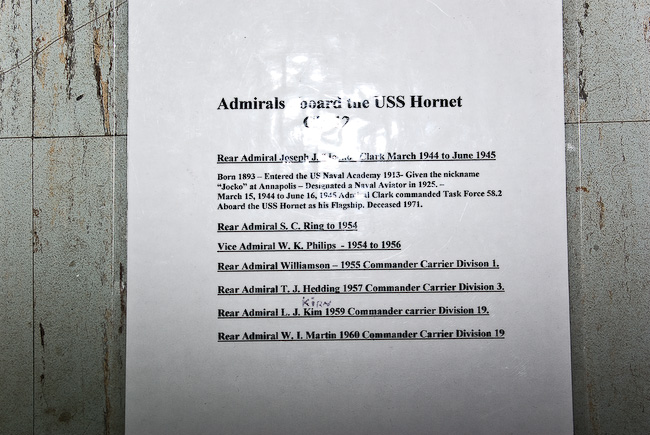 Admirals board the USS Hornet
Rear Admiral Joseph J. "Jocko" Clark March 1944 to June 1945
Born 1893 – Entered the US Naval Academy 1913- Given the nickname
"Jocko" at Annapolis – Designated a Naval Aviator in 1925. –
March 15, 1944 to June 16, 1945 Admiral Clark commanded Task Force 58.2
Aboard the USS Hornet as his Flagship. Deceased 1971.
Rear Admiral S. C. Ring to 1954
Vice Admiral W. K. Philips - 1954 to 1956
Rear Admiral Williamson – 1955 Commander Carrier Divison 1.
Rear Admiral T. J. Hedding 1957 Commander Carrier Division 3.
KIRN
Rear Admiral L. J. Kim 1959 Commander carrier Division 19.
Rear Admiral W. I. Martin 1960 Commander Carrier Division 19